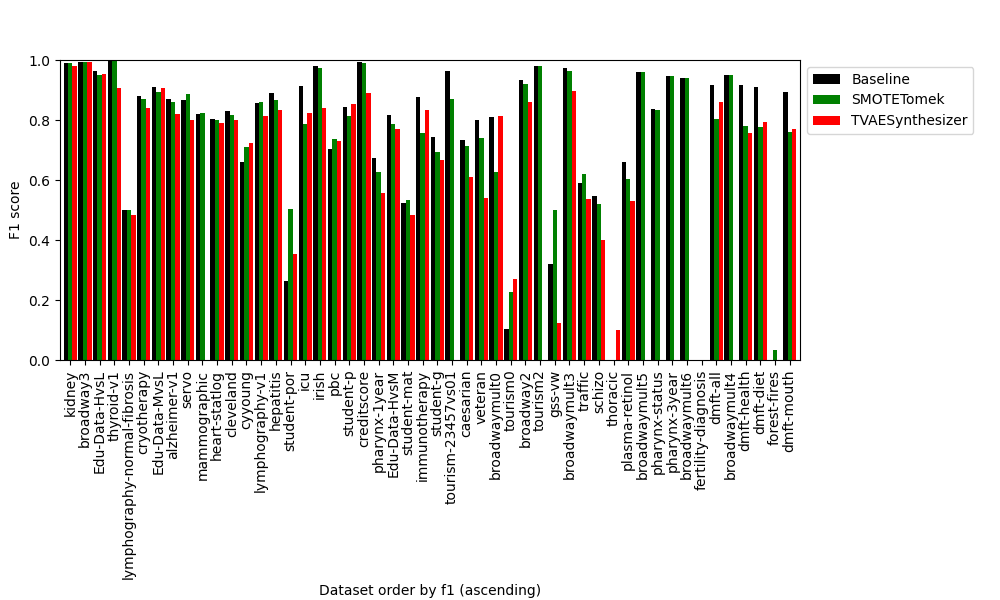 Baseline
SMOTETomek
TVAESynthesizer
1.0
0.8
0.6
0.4
0.2
0.0
F1 score
kidney
broadway3
Edu-Data-HvsL
thyroid-v1
lymphography-normal-fibrosis
cryotherapy
Edu-Data-MvsL
alzheimer-v1
servo
mammographic
heart-statlog
cleveland
cyyoung
lymphography-v1
hepatitis
student-por
icu
irish
pbc
student-p
creditscore
pharynx-1year
Edu-Data-HvsM
student-mat
immunotherapy
student-g
tourism-23457vs01
caesarian
veteran
broadwaymult0
tourism0
broadway2
tourism2
gss-vw
broadwaymult3
traffic
schizo
thoracic
plasma-retinol
broadwaymult5
pharynx-status
pharynx-3year
broadwaymult6
fertility-diagnosis
dmft-all
broadwaymult4
dmft-health
dmft-diet
forest-fires
dmft-mouth
Dataset order by f1 (ascending)